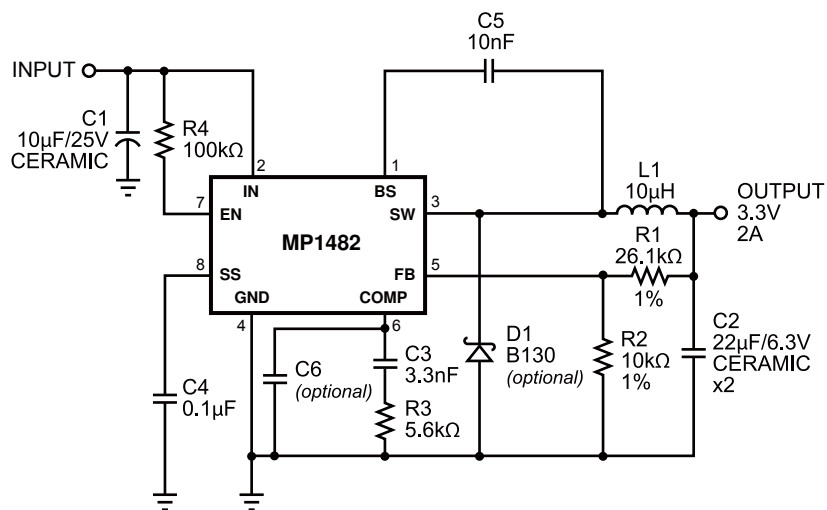 C5
10nF
INPUT
C1
10µF/25V
CERAMIC
R4
100kΩ
2
1
L1
10µH
OUTPUT
3.3V
2A
IN
BS
7
EN
SW
3
MP1482
R1
26.1kΩ
1%
8
SS
FB
5
GND
COMP
4
6
C4
0.1µF
C6
(optional)
C3
3.3nF
R3
5.6kΩ
D1
B130
(optional)
R2
10kΩ
1%
C2
22µF/6.3V
CERAMIC
x2